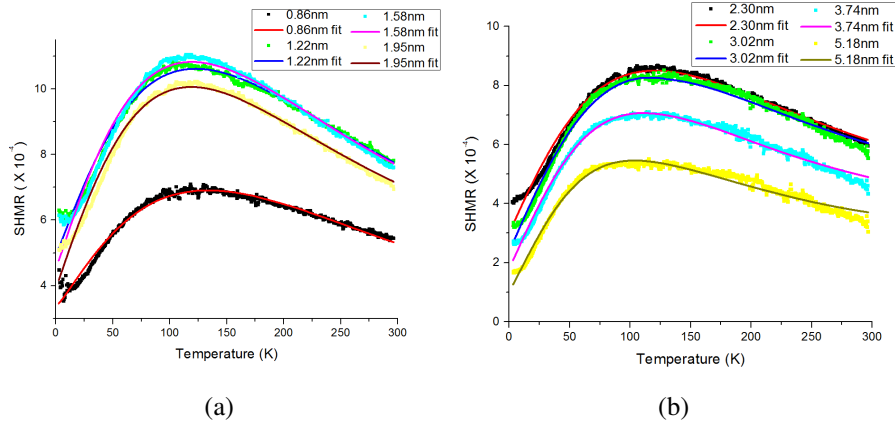 0.86nm 1.58nm
0.86nm fit 1.58nm fit
1.22nm 1.95nm
1.22nm fit 1.95nm fit
SHMR ( X 10⁻⁴)
10
8
6
4
0 50 100 150 200 250 300
Temperature (K)
(a)
2.30nm 3.74nm
2.30nm fit 3.74nm fit
3.02nm 5.18nm
3.02nm fit 5.18nm fit
SHMR (X 10⁻⁴)
10
8
6
4
2
0
0 50 100 150 200 250 300
Temperature (K)
(b)